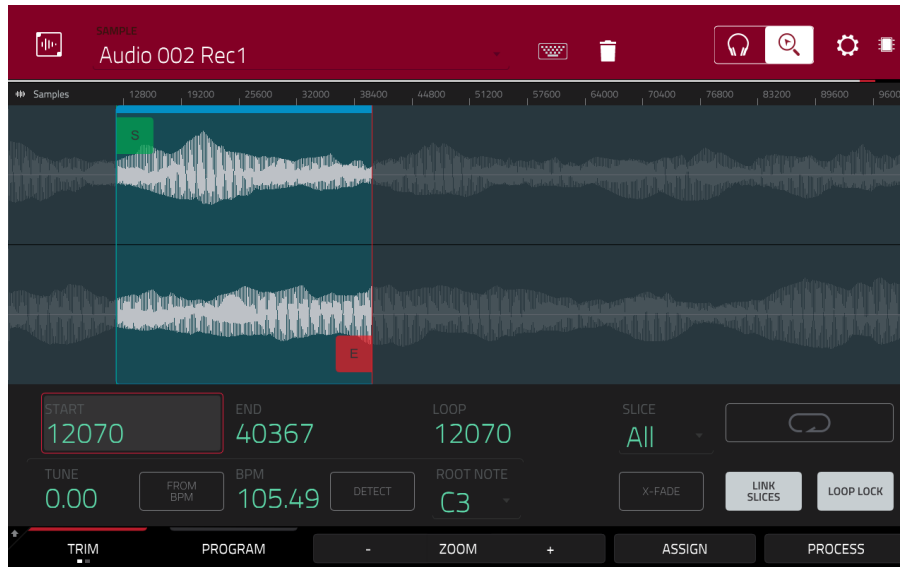 SAMPLE
Audio 002 Rec1
Samples 12800 19200 25600 32000 38400 44800 51200 57600 64000 70400 76800 83200 89600 9600
S
E
START END LOOP SLICE
12070 40367 12070 All
TUNE FROM BPM BPM DETECT ROOT NOTE X-FADE LINK SLICES LOOP LOCK
0.00 105.49 C3
TRIM PROGRAM - ZOOM + ASSIGN PROCESS